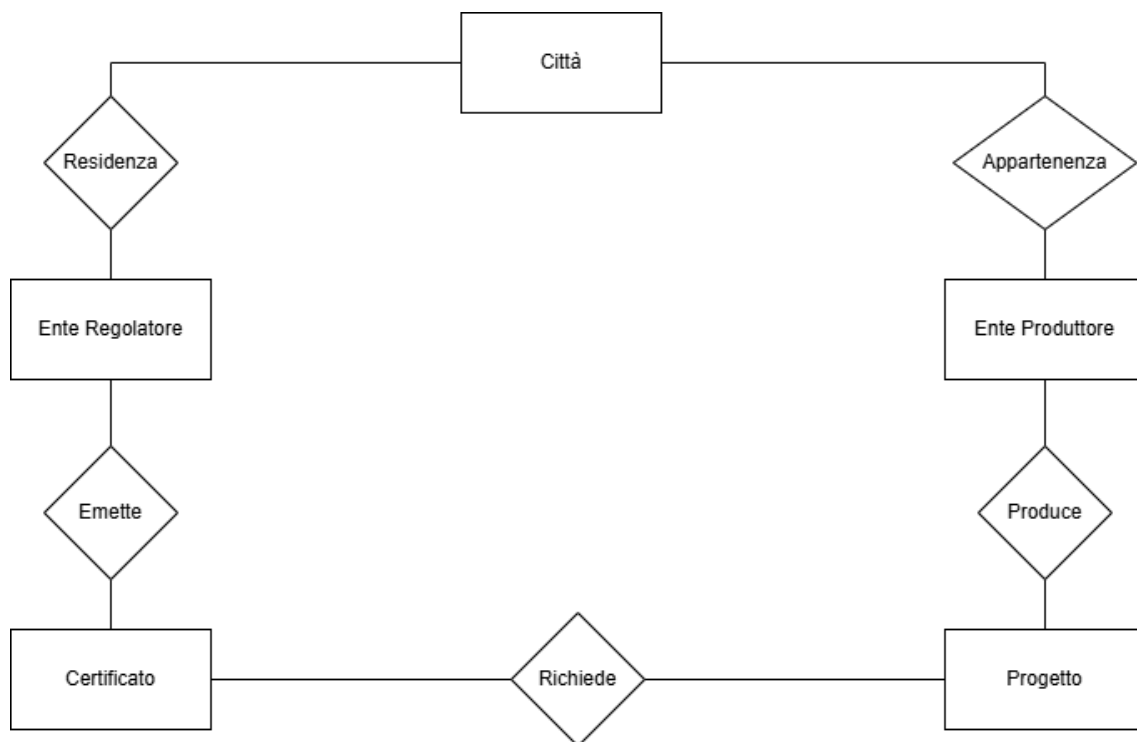 Città
Residenza
Appartenenza
Ente Regolatore
Ente Produttore
Emette
Produce
Certificato
Richiede
Progetto